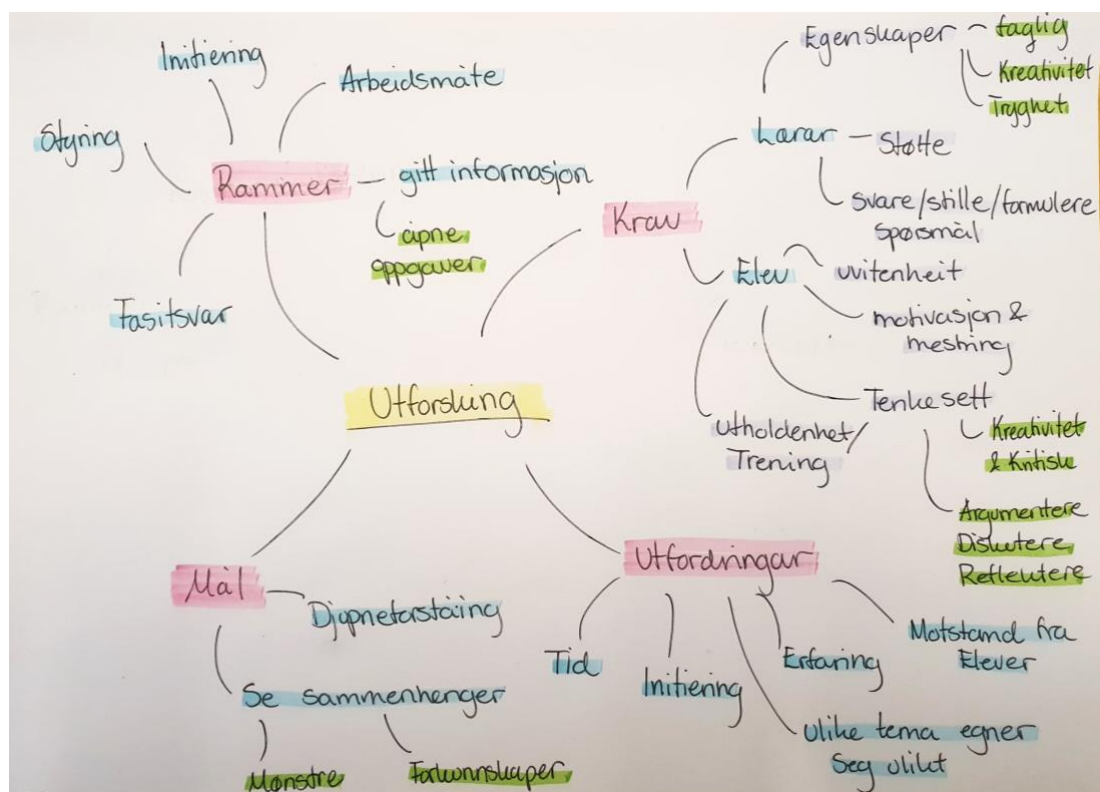 Initiering
Arbeidsmåte
Styring
Rammer
gitt informasjon
åpne
oppgaver
Fasitsvar
Krav
Lærar
Egenskaper
faglig
Kreativitet
Trygghet
Støtte
svare/stille/formulere
spørsmål
Elev
uvitenheit
motivasjon &
mestring
Tenkesett
Kreativitet
& Kritisk
Argumentere
Diskutere
Reflektere
Utholdenhet/
Trening
Utforsking
Mål
Djupneforståing
Se sammenhenger
Mønstre
Forkunnskaper
Utfordringar
Tid
Initiering
Erfaring
Motstand fra
Elever
Ulike tema egner
seg ulikt